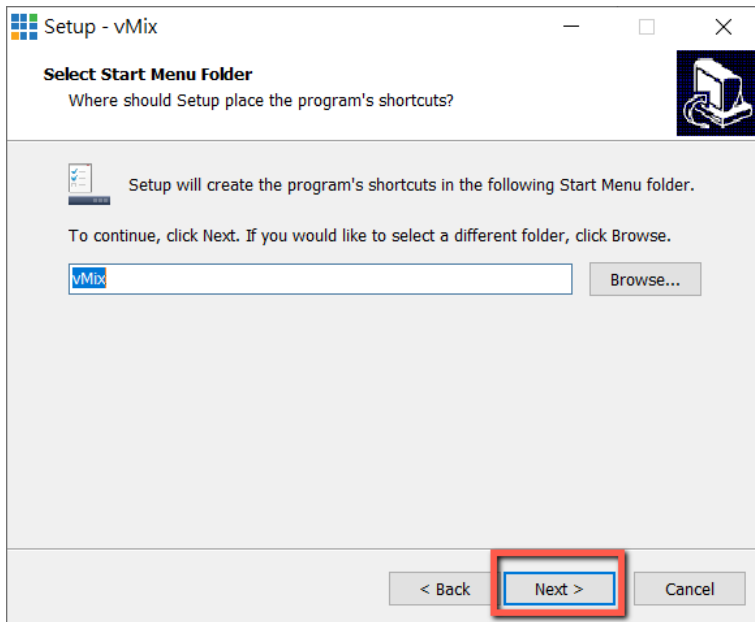 Setup - vMix
Select Start Menu Folder
Where should Setup place the program's shortcuts?
Setup will create the program's shortcuts in the following Start Menu folder.
To continue, click Next. If you would like to select a different folder, click Browse.
vMix
Browse...
< Back
Next >
Cancel